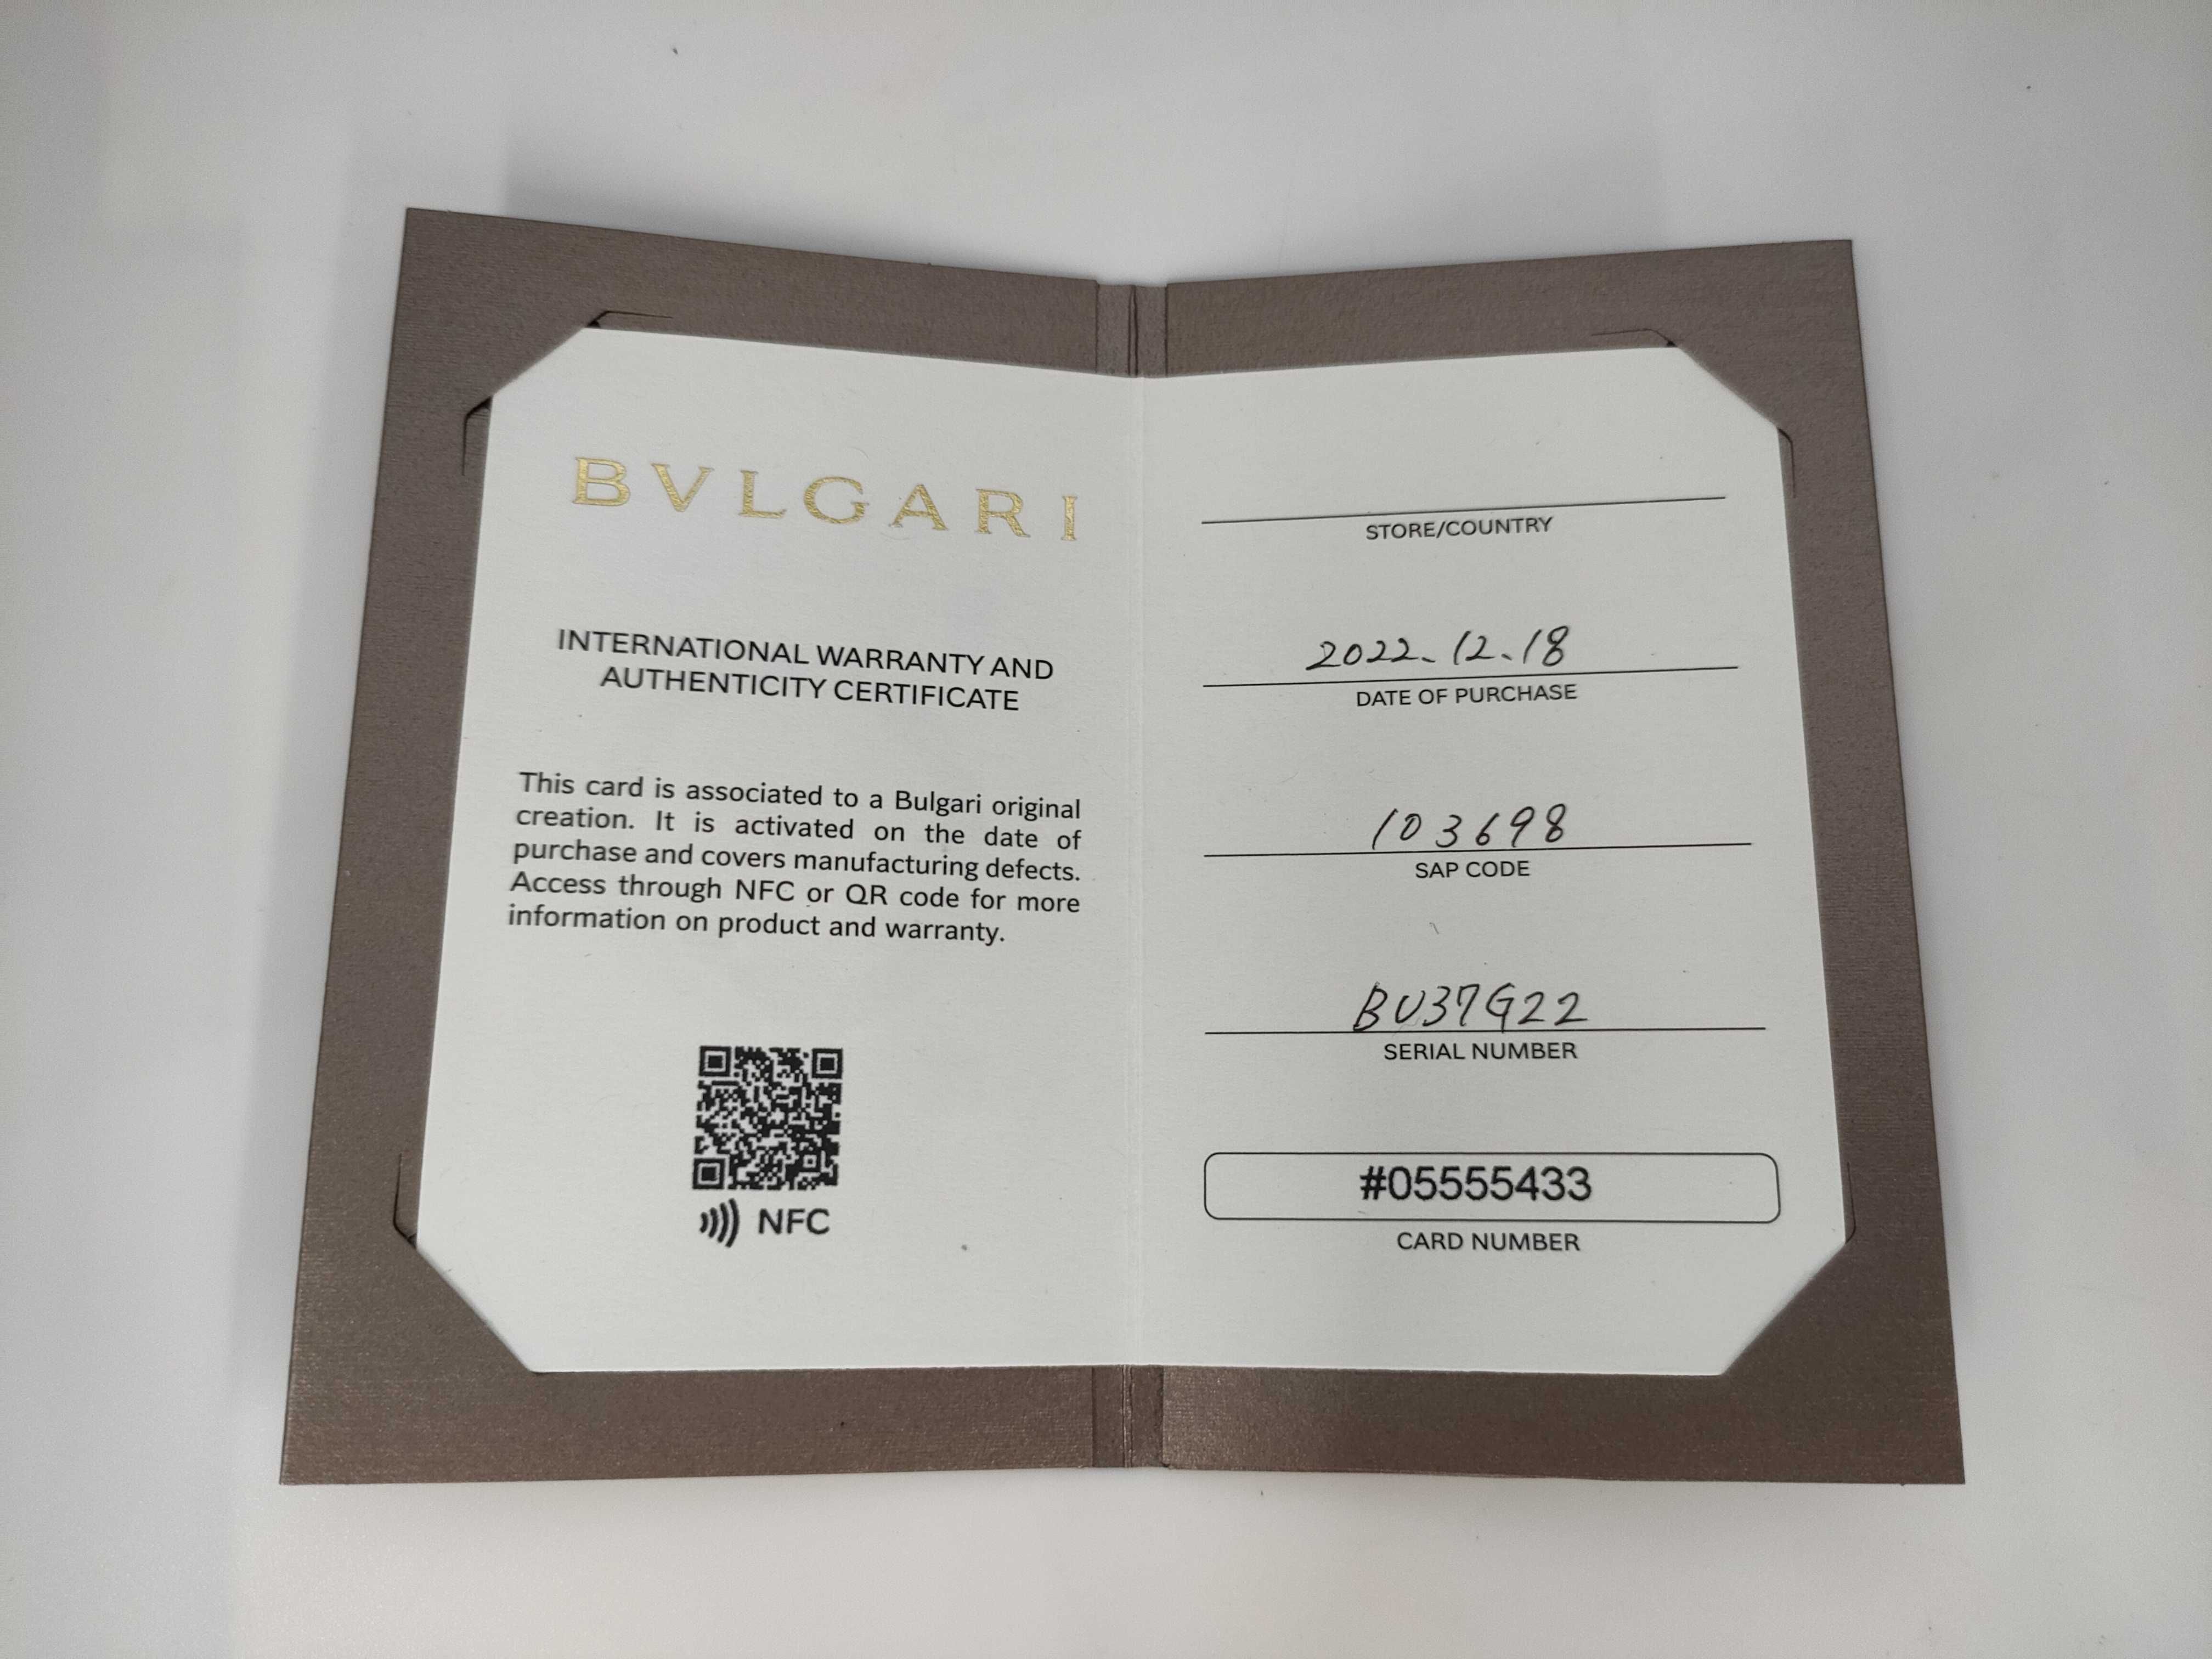 BVLGARI
INTERNATIONAL WARRANTY AND
AUTHENTICITY CERTIFICATE
This card is associated to a Bulgari original
creation. It is activated on the date of
purchase and covers manufacturing defects.
Access through NFC or QR code for more
information on product and warranty.
NFC
STORE/COUNTRY
2022.12.18
DATE OF PURCHASE
103698
SAP CODE
BU37G22
SERIAL NUMBER
#05555433
CARD NUMBER